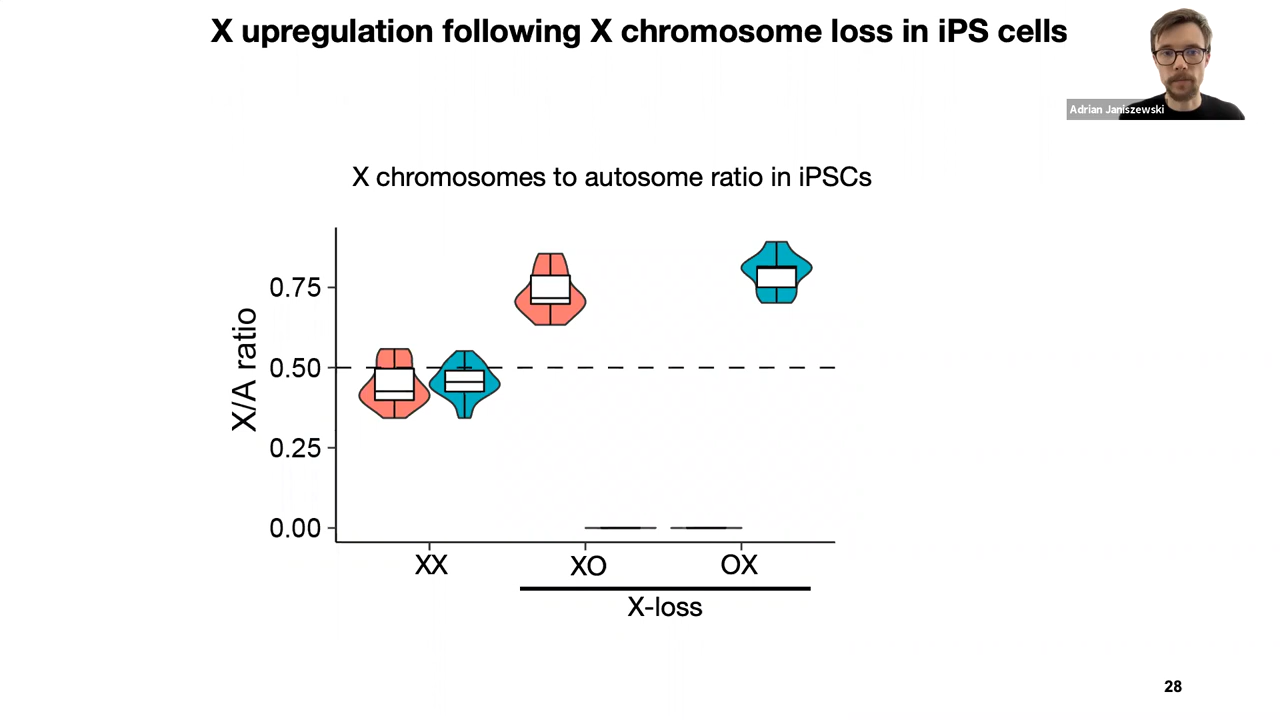 X upregulation following X chromosome loss in iPS cells
Adrian Janiszewski
X chromosomes to autosome ratio in iPSCs
X/A ratio
0.75
0.50
0.25
0.00
XX
XO
OX
X-loss
28